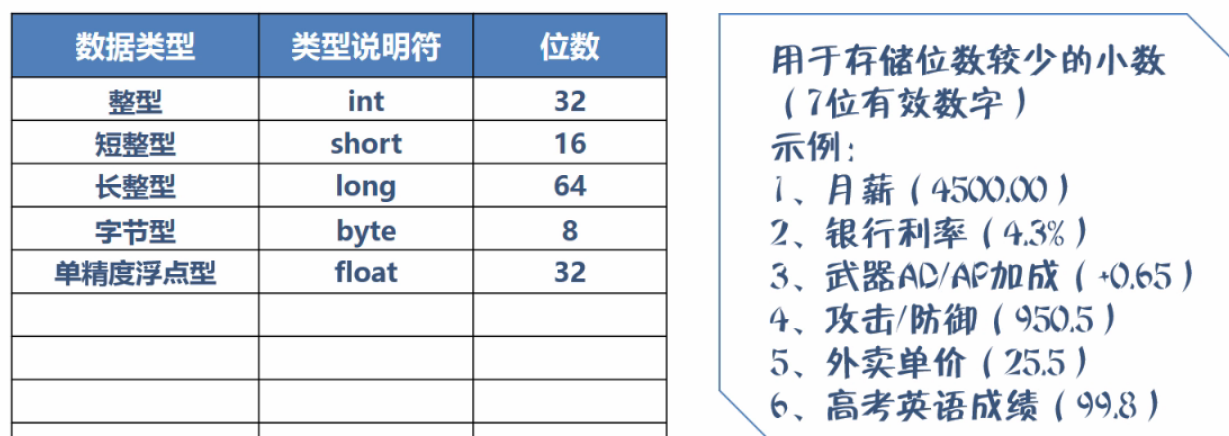 数据类型 类型说明符 位数
整型 int 32
短整型 short 16
长整型 long 64
字节型 byte 8
单精度浮点型 float 32
用于存储位数较少的小数
（7位有效数字）
示例：
1、月薪（4500.00）
2、银行利率（4.3%）
3、武器AD/AP加成（+0.65）
4、攻击/防御（950.5）
5、外卖单价（25.5）
6、高考英语成绩（99.8）